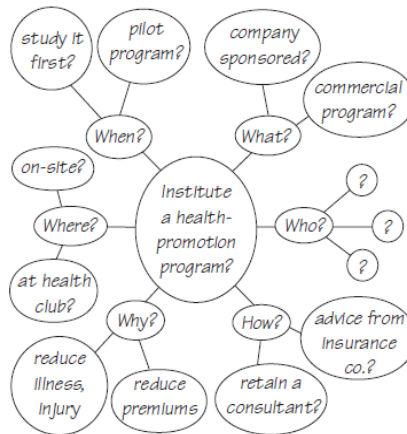 study it
first?
pilot
program?
company
sponsored?
commercial
program?
When?
What?
on-site?
Where?
at health
club?
Institute
a health-
promotion
program?
Who?
?
?
?
Why?
How?
reduce
illness,
injury
reduce
premiums
retain a
consultant?
advice from
insurance
co.?